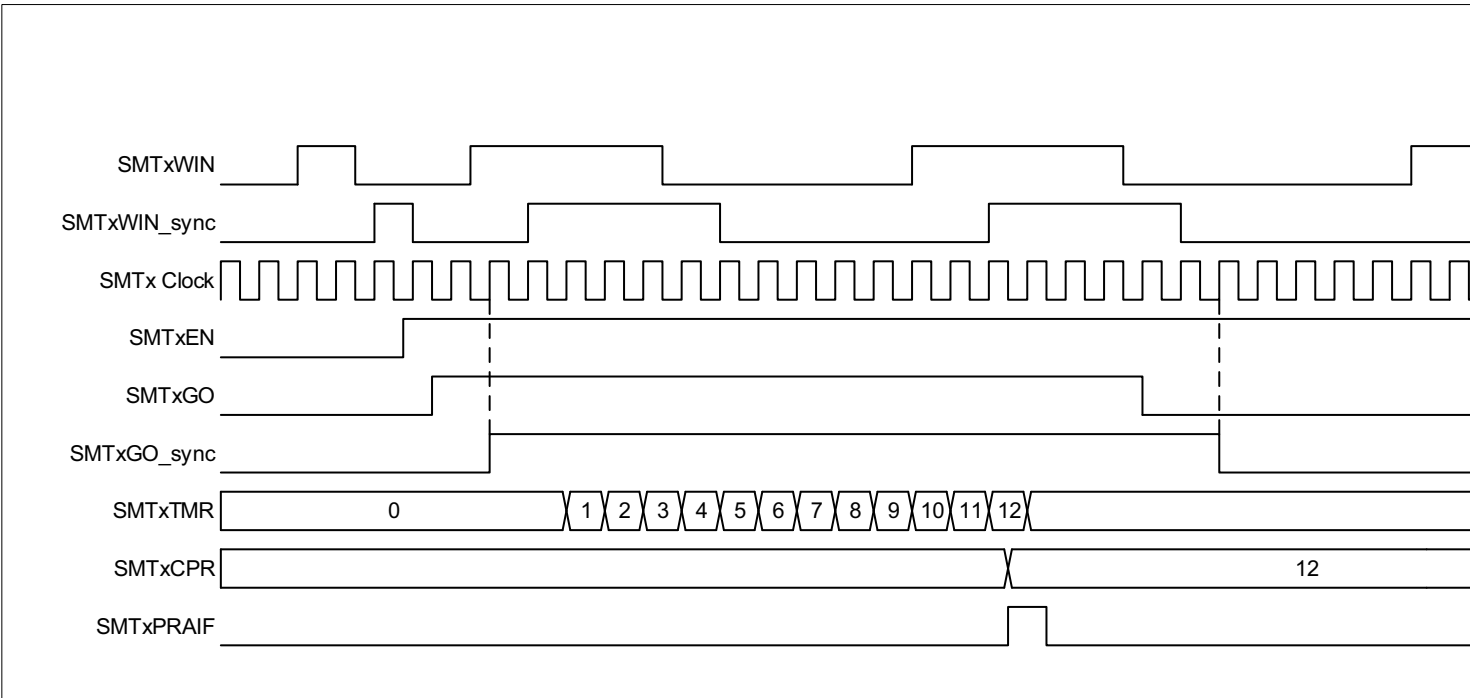 SMTxWIN
SMTxWIN_sync
SMTx Clock
SMTxEN
SMTxGO
SMTxGO_sync
SMTxTMR 0 1 2 3 4 5 6 7 8 9 10 11 12
SMTxCPR 12
SMTxPRAIF